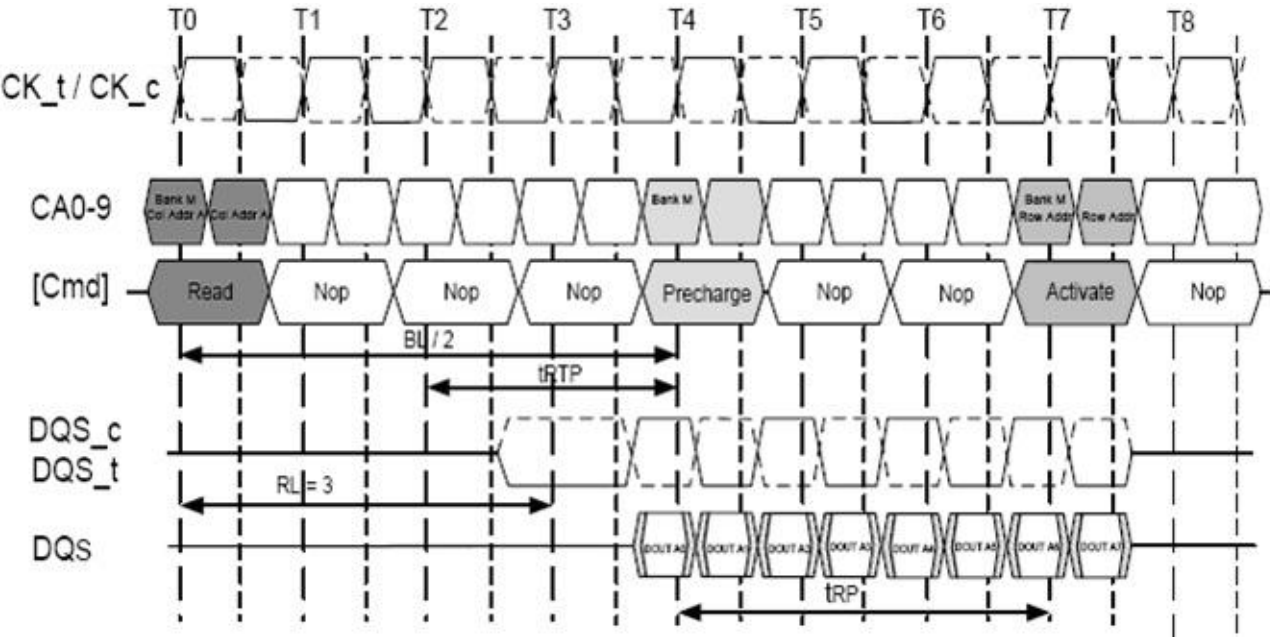 T0 T1 T2 T3 T4 T5 T6 T7 T8
CK_t / CK_c
CA0-9
Bank M
Col Addr A
Col Addr A
Bank M
Bank M
Row Addr
Row Addr
[Cmd]
Read Nop Nop Nop Precharge Nop Nop Activate Nop
BL / 2
tRTP
DQS_c
DQS_t
RL = 3
DQs
DOUT A0 DOUT A1 DOUT A2 DOUT A3 DOUT A4 DOUT A5 DOUT A6 DOUT A7
tRP